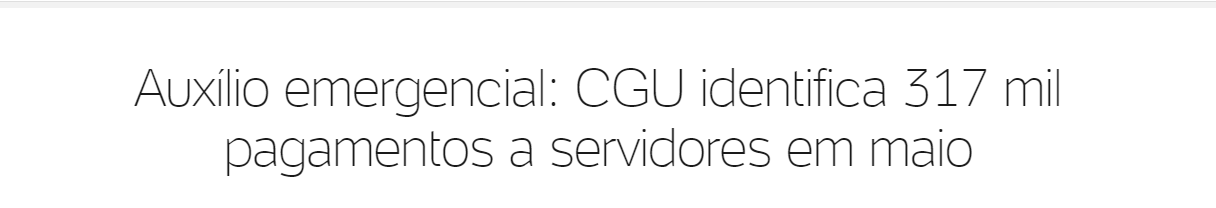 Auxílio emergencial: CGU identifica 317 mil
pagamentos a servidores em maio